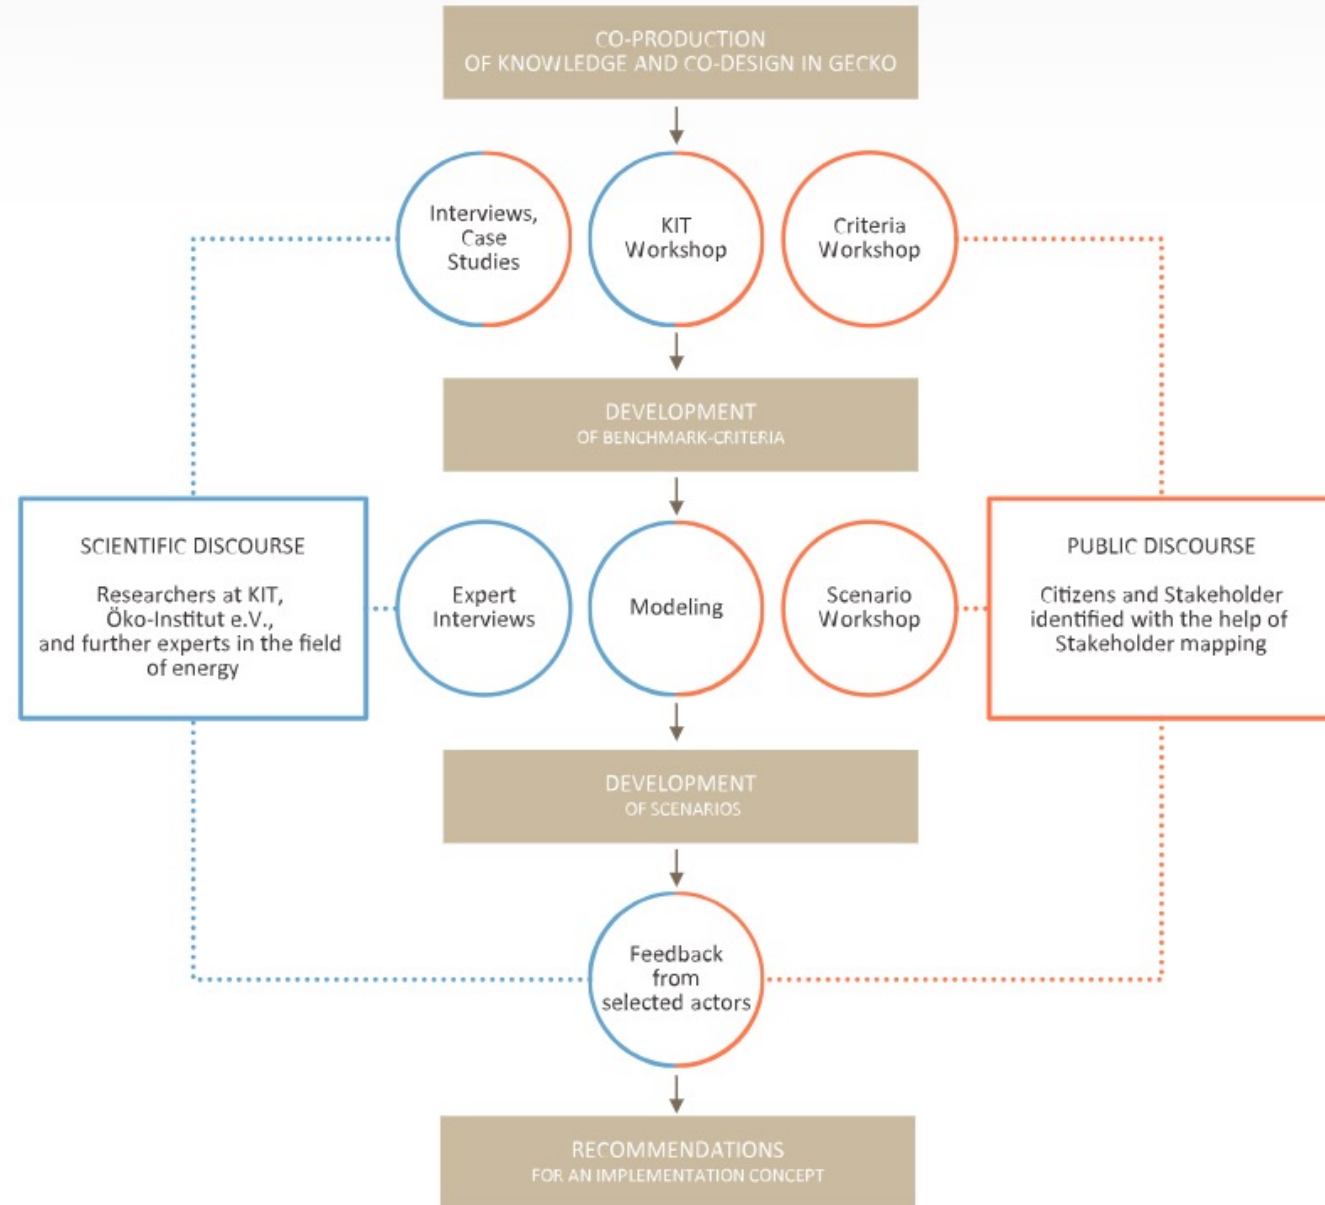 CO-PRODUCTION
OF KNOWLEDGE AND CO-DESIGN IN GECKO
Interviews,
Case
Studies
KIT
Workshop
Criteria
Workshop
DEVELOPMENT
OF BENCHMARK-CRITERIA
SCIENTIFIC DISCOURSE
Researchers at KIT,
Öko-Institut e.V.,
and further experts in the field
of energy
Expert
Interviews
Modeling
Scenario
Workshop
PUBLIC DISCOURSE
Citizens and Stakeholder
identified with the help of
Stakeholder mapping
DEVELOPMENT
OF SCENARIOS
Feedback
from
selected actors
RECOMMENDATIONS
FOR AN IMPLEMENTATION CONCEPT